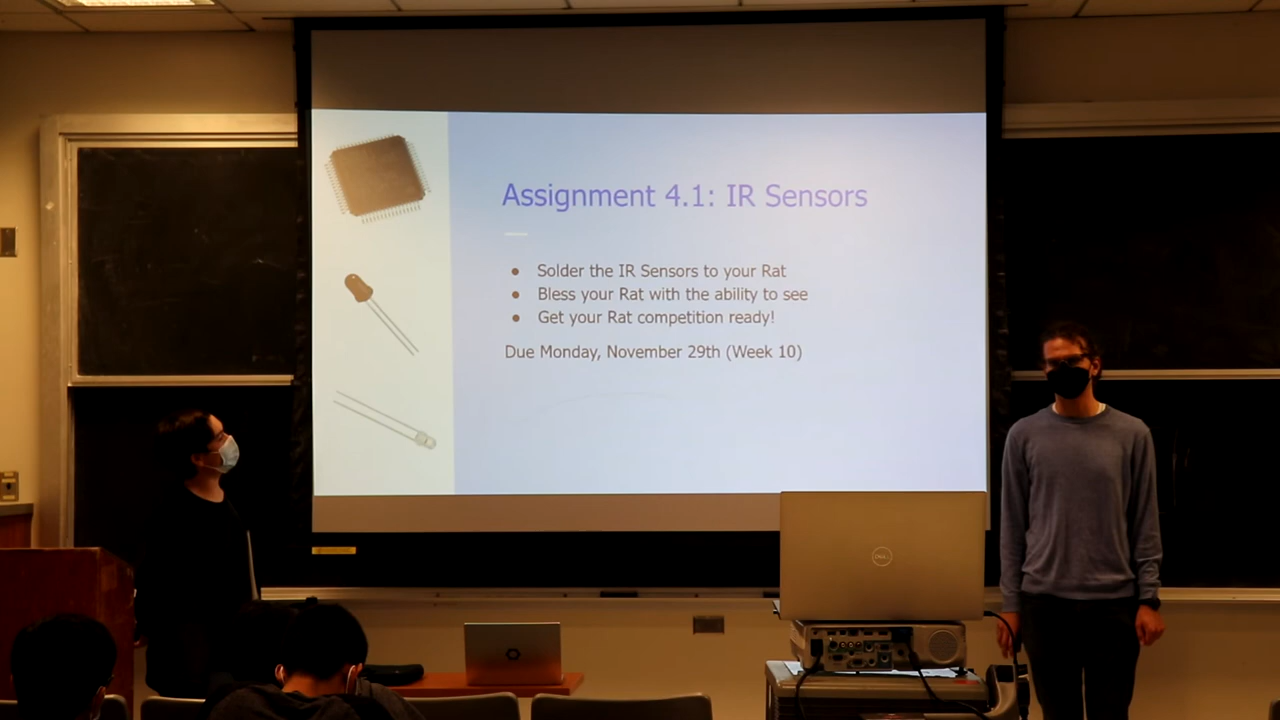 Assignment 4.1: IR Sensors
● Solder the IR Sensors to your Rat
● Bless your Rat with the ability to see
● Get your Rat competition ready!
Due Monday, November 29th (Week 10)
DELL